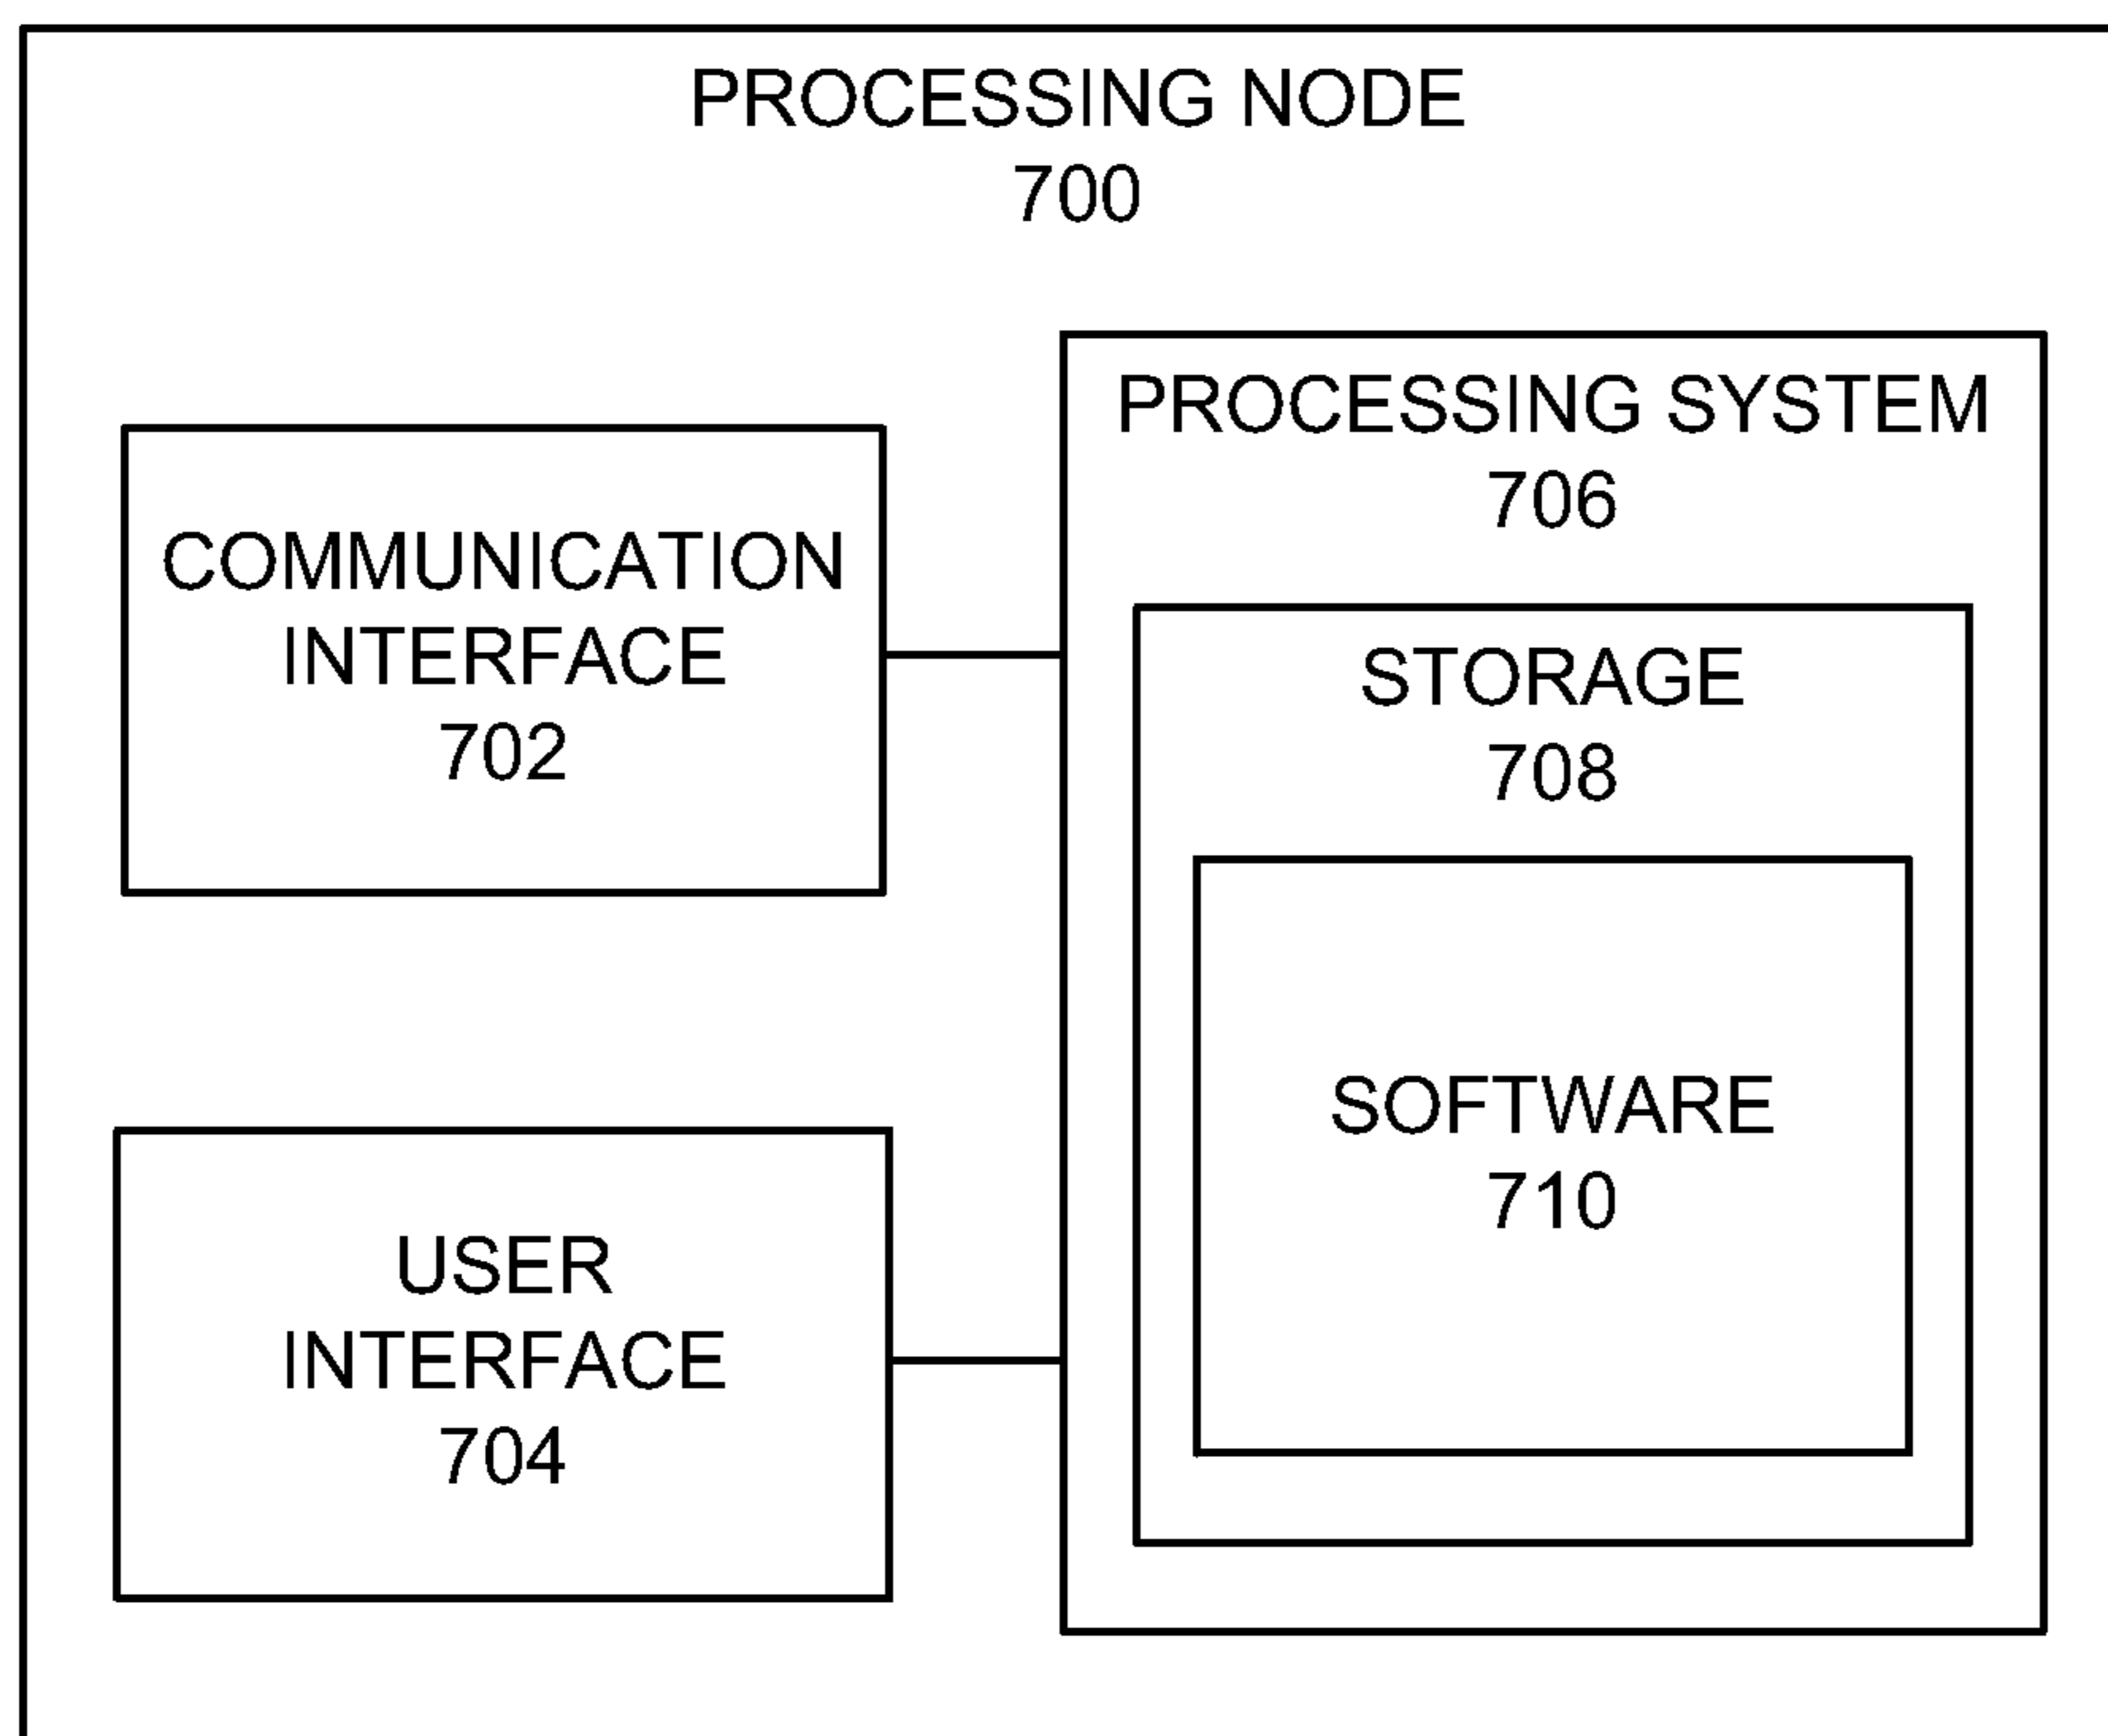 PROCESSING NODE
700
PROCESSING SYSTEM
706
COMMUNICATION
INTERFACE
702
STORAGE
708
SOFTWARE
710
USER
INTERFACE
704